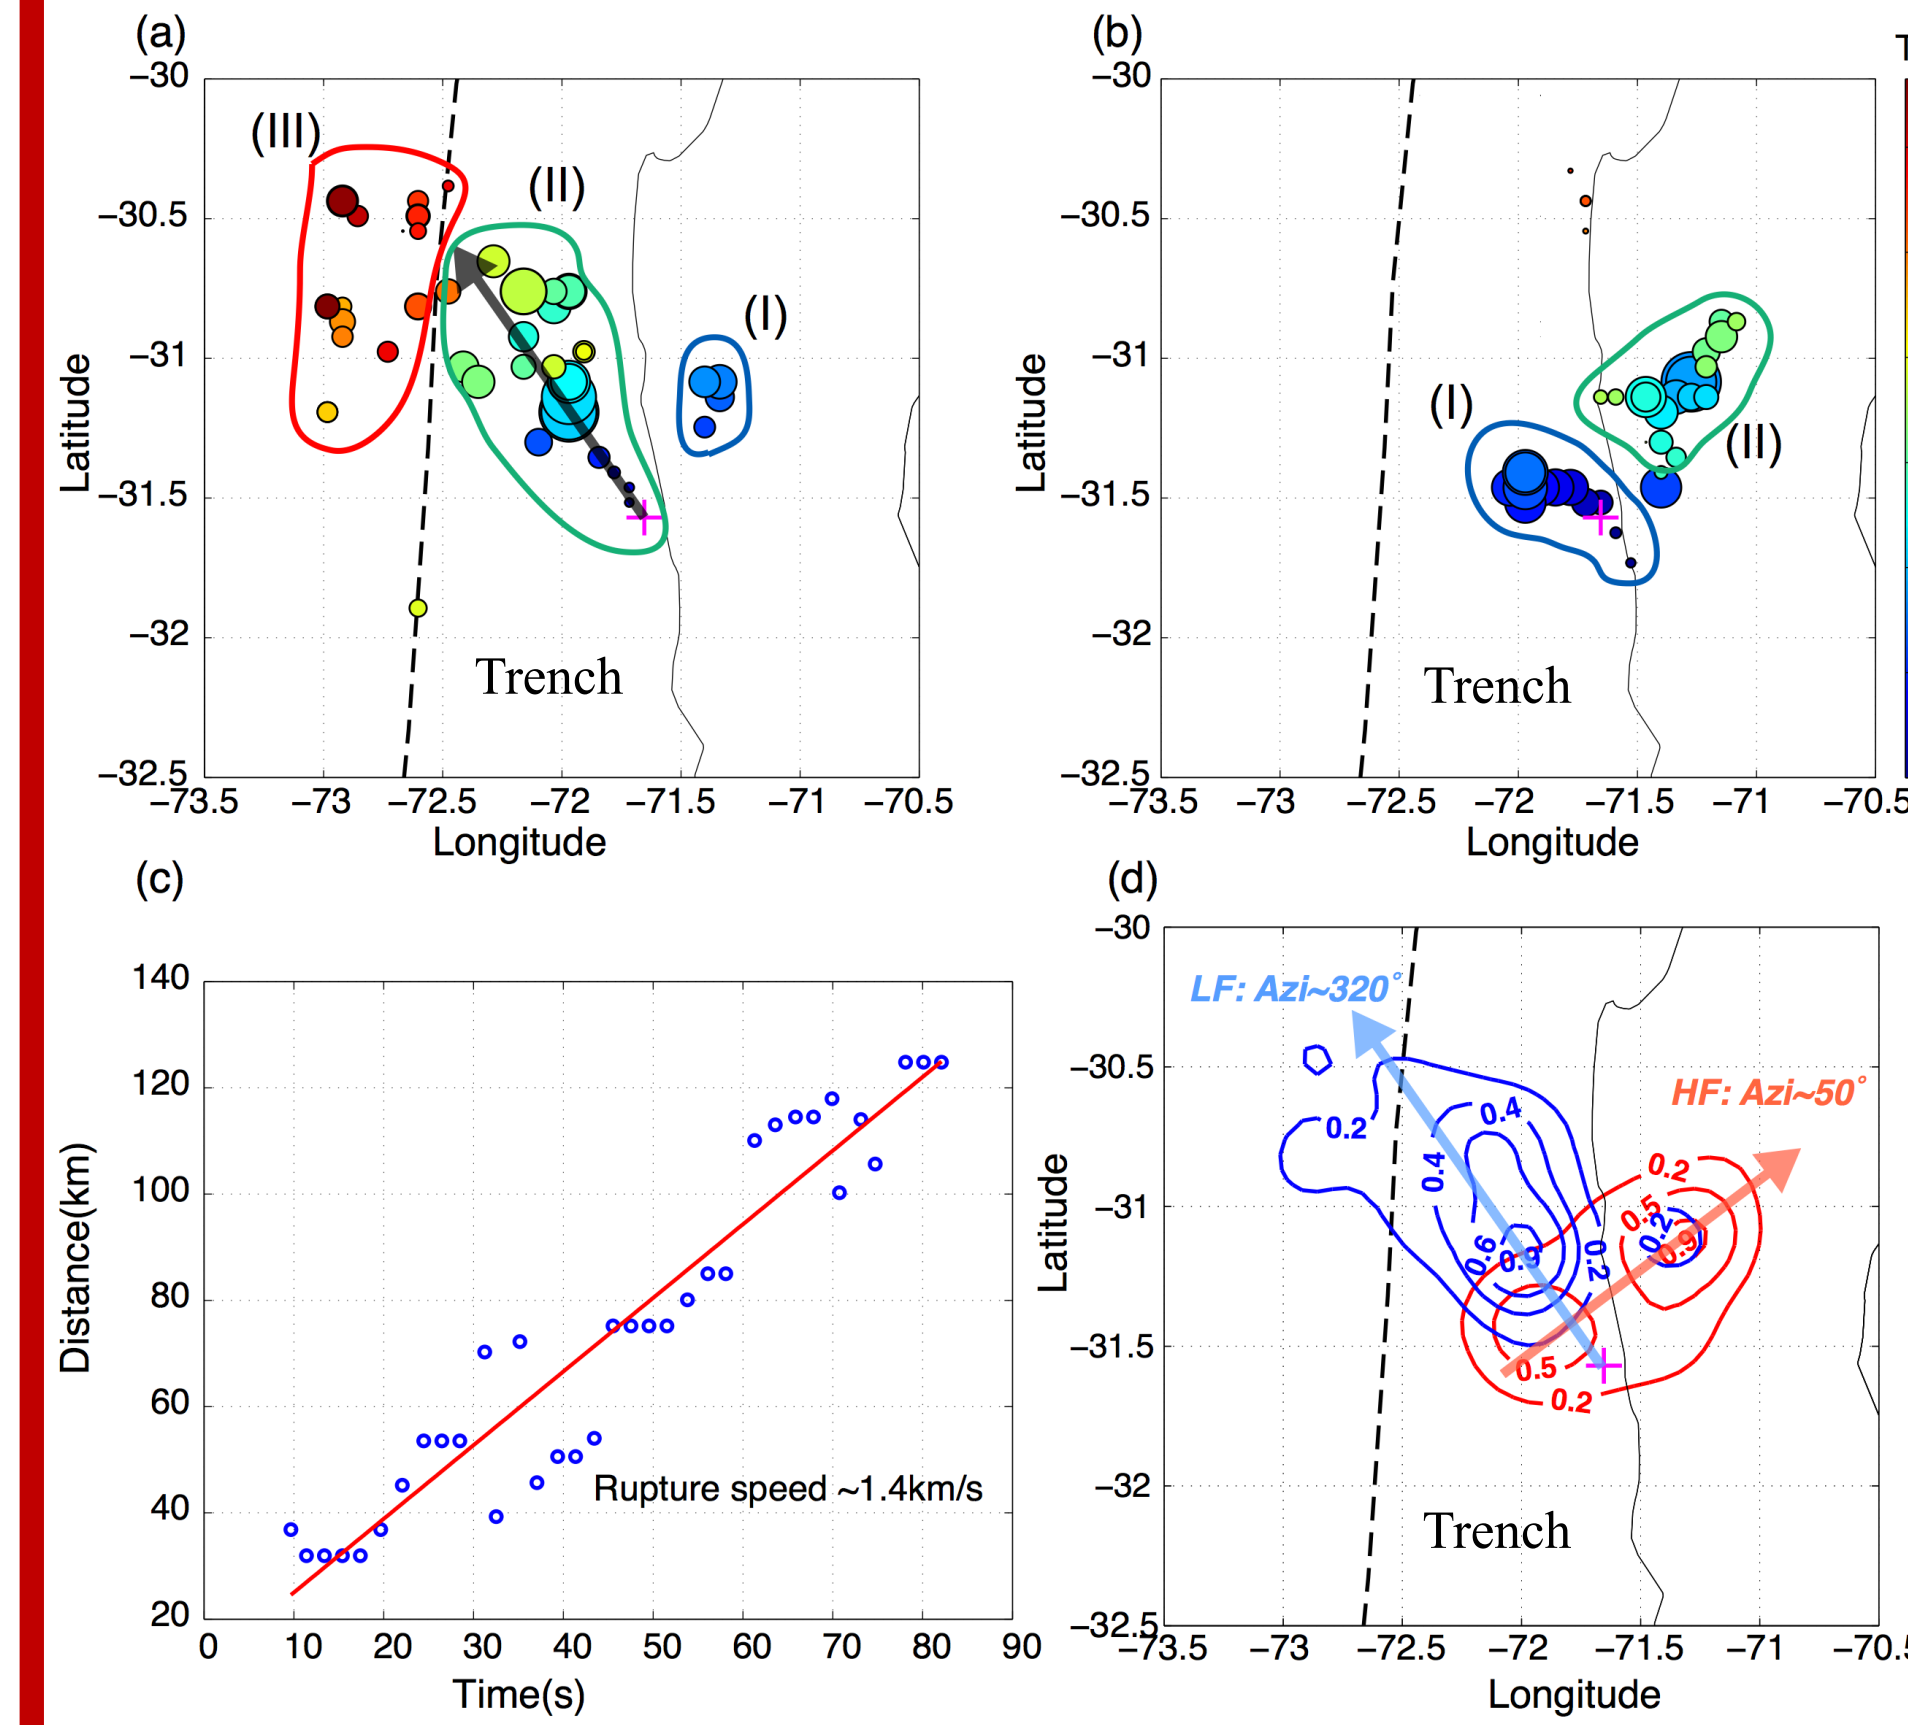 (a)
−30
−30.5
−31
−31.5
−32
−32.5
Latitude
(III)
(II)
(I)
Trench
−73.5 −73 −72.5 −72 −71.5 −71 −70.5
Longitude
(b)
−30
−30.5
−31
−31.5
−32
−32.5
Latitude
(I)
(II)
Trench
−73.5 −73 −72.5 −72 −71.5 −71 −70.5
Longitude
(c)
140
120
100
80
60
40
20
Distance(km)
Rupture speed ~1.4km/s
0 10 20 30 40 50 60 70 80 90
Time(s)
(d)
−30
−30.5
−31
−31.5
−32
−32.5
Latitude
LF: Azi~320°
HF: Azi~50°
0.2
0.4
0.4
0.2
0.5
0.2
0.9
0.6
0.9
0.2
0.5
0.2
Trench
−73.5 −73 −72.5 −72 −71.5 −71
Longitude